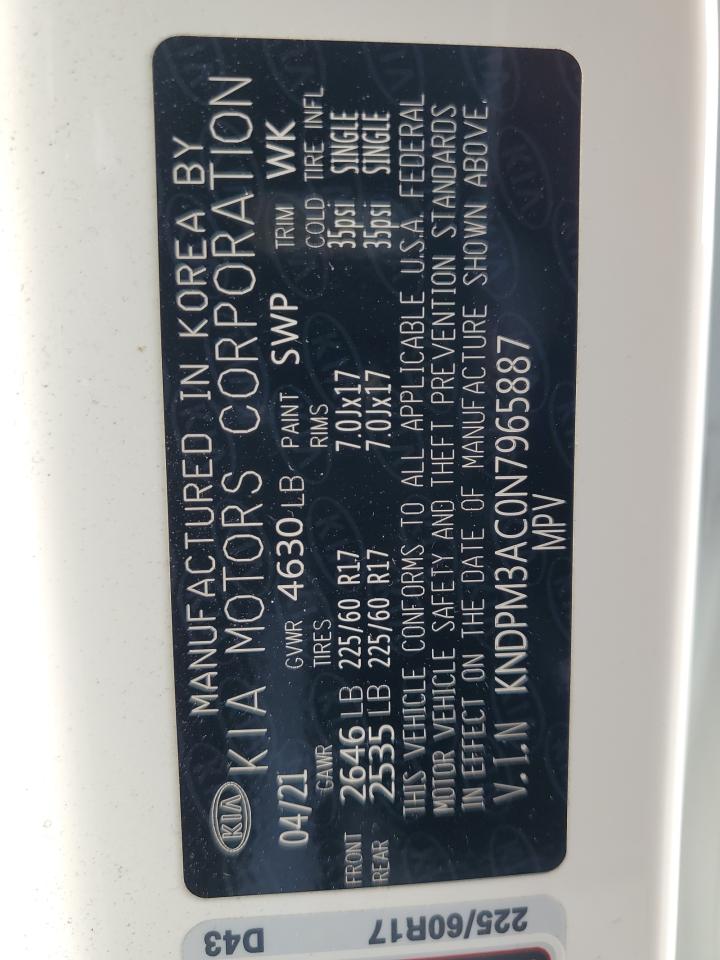 MANUFACTURED IN KOREA BY
KIA KIA MOTORS CORPORATION
04/21 GVWR 4630 LB PAINT SWP TRIM WK
GAWR TIRES RIMS COLD TIRE INFL
FRONT 2646 LB 225/60 R17 7.0Jx17 35psi SINGLE
REAR 2535 LB 225/60 R17 7.0Jx17 35psi SINGLE
THIS VEHICLE CONFORMS TO ALL APPLICABLE U.S.A. FEDERAL
MOTOR VEHICLE SAFETY AND THEFT PREVENTION STANDARDS
IN EFFECT ON THE DATE OF MANUFACTURE SHOWN ABOVE.
V.I.N KNDPM3AC0N7965887
MPV
D43
225/60R17
225/60R17